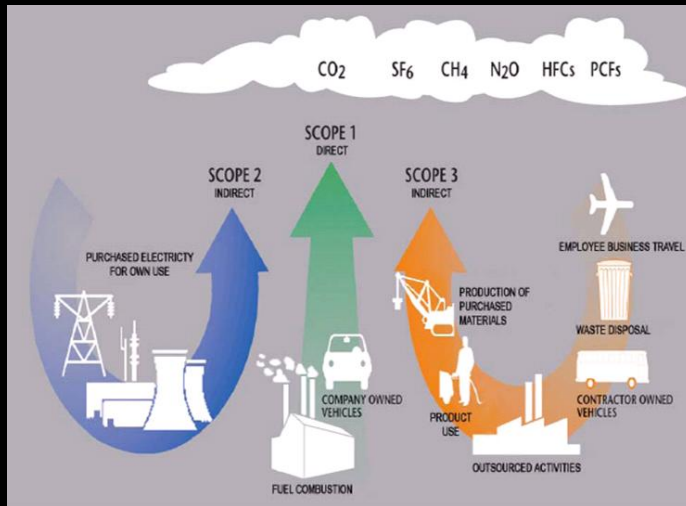 CO2 SF6 CH4 N2O HFCs PCFs
SCOPE 1
DIRECT
SCOPE 2
INDIRECT
SCOPE 3
INDIRECT
PURCHASED ELECTRICTY
FOR OWN USE
EMPLOYEE BUSINESS TRAVEL
PRODUCTION OF
PURCHASED
MATERIALS
WASTE DISPOSAL
COMPANY OWNED
VEHICLES
PRODUCT
USE
CONTRACTOR OWNED
VEHICLES
OUTSOURCED ACTIVITIES
FUEL COMBUSTION